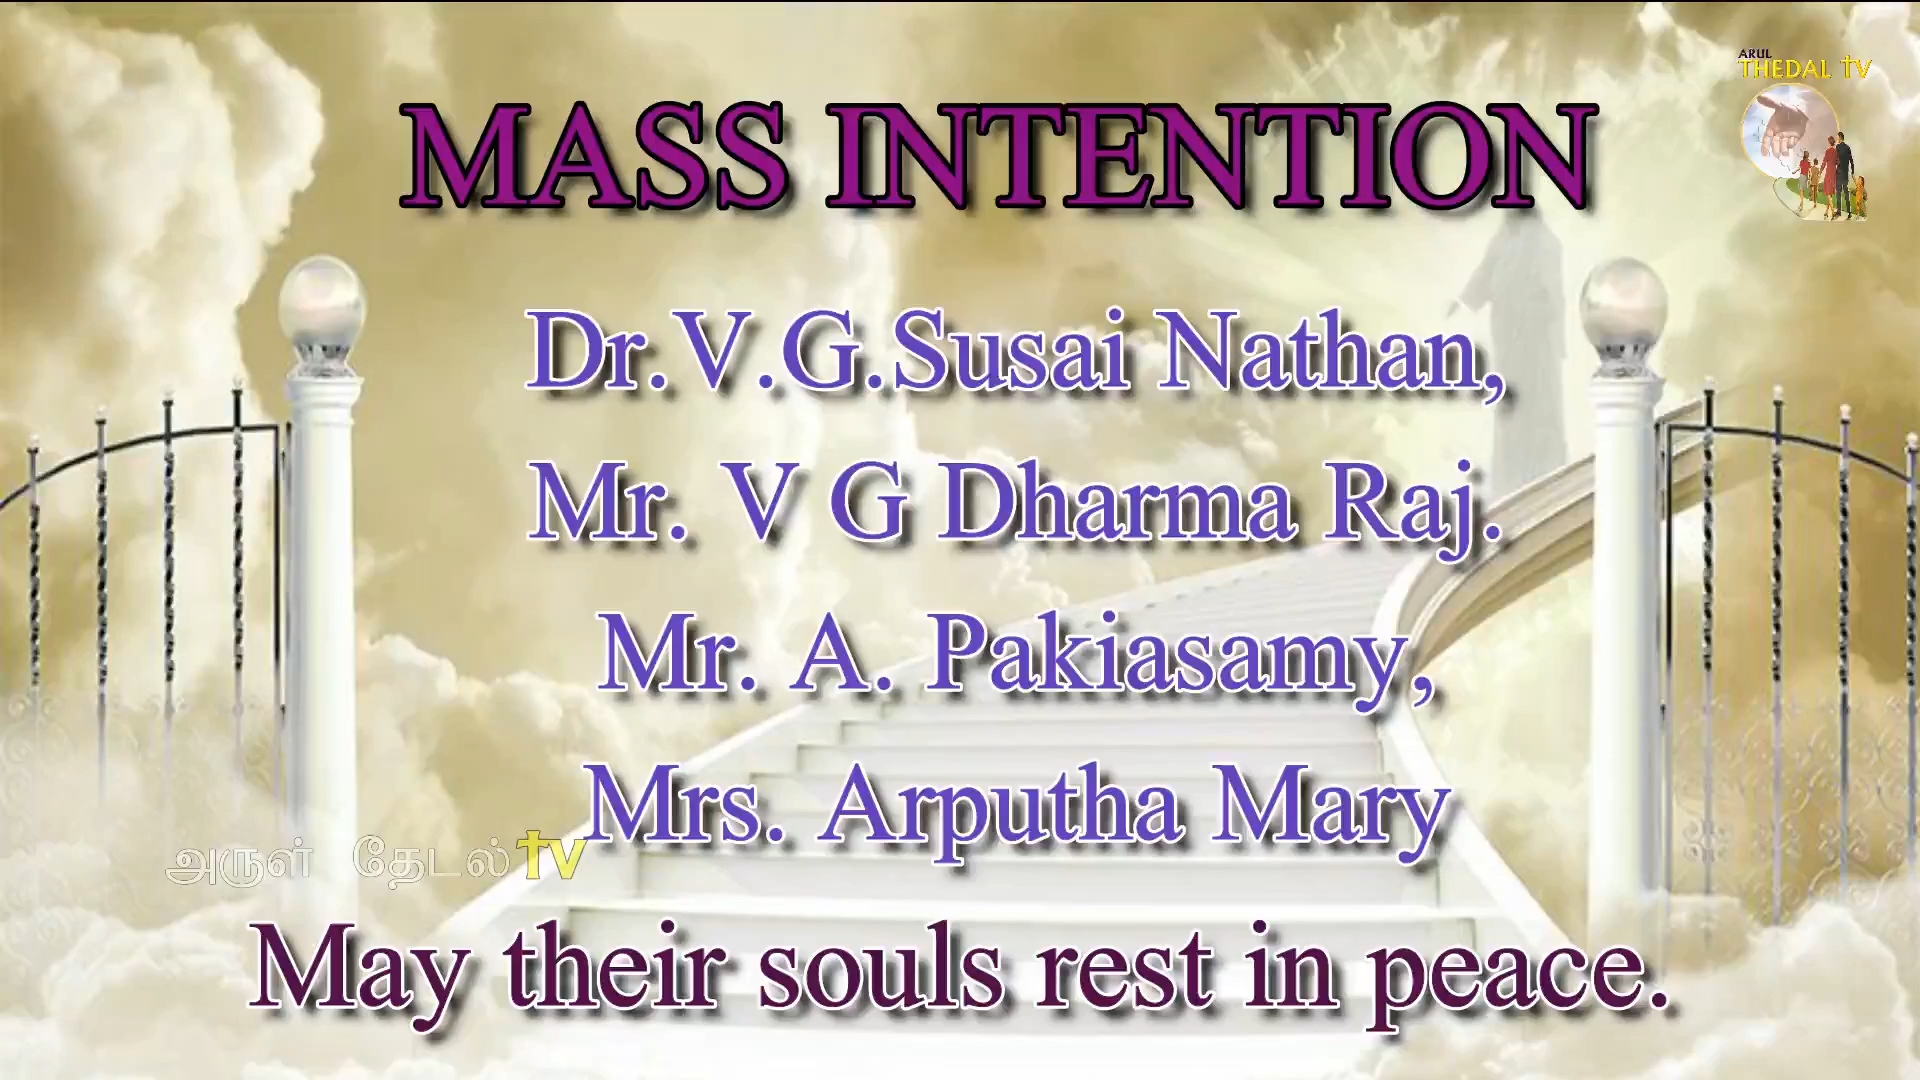 ARUL
THEDAL TV
MASS INTENTION
Dr.V.G.Susai Nathan,
Mr. V G Dharma Raj.
Mr. A. Pakiasamy,
Mrs. Arputha Mary
அருள் தேடல் tv
May their souls rest in peace.